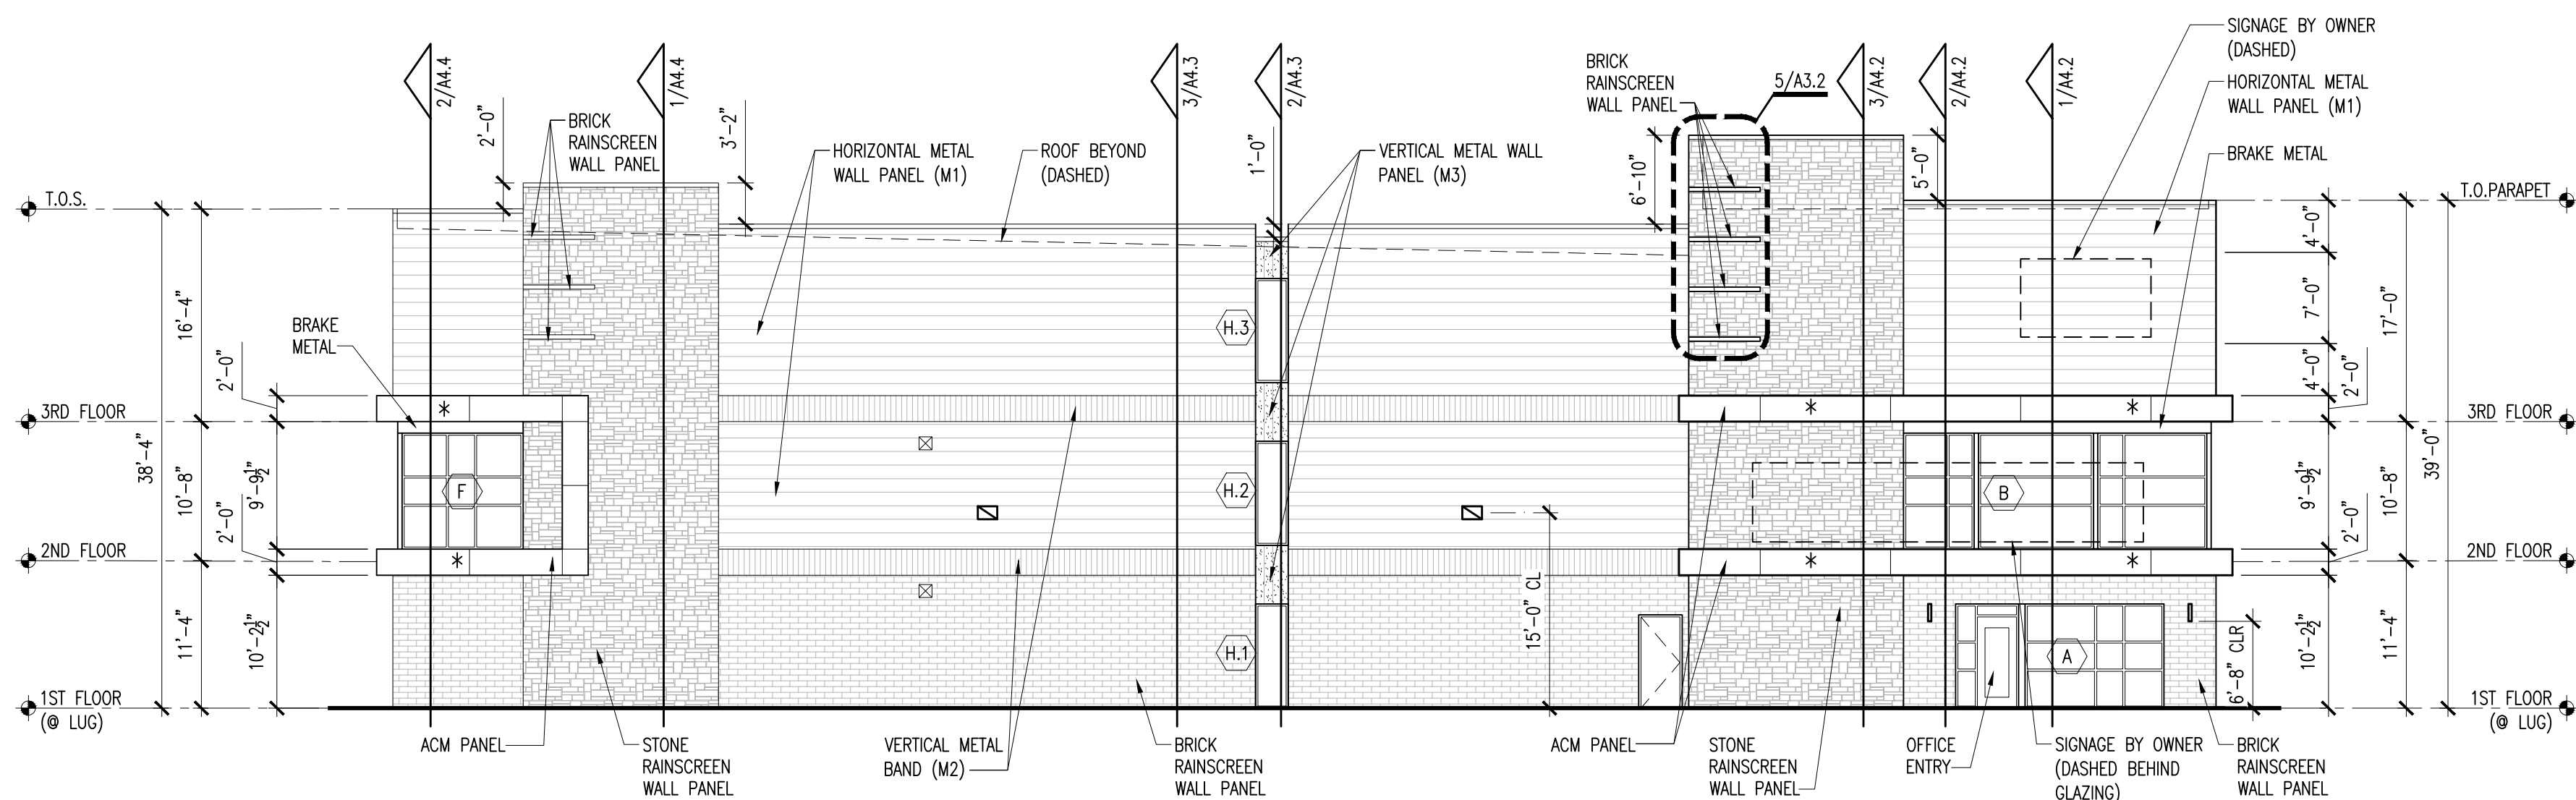 2/A4.4
1/A4.4
3/A4.3
2/A4.3
3/A4.2
2/A4.2
1/A4.2
5/A3.2
SIGNAGE BY OWNER
(DASHED)
HORIZONTAL METAL
WALL PANEL (M1)
BRAKE METAL
BRICK
RAINSCREEN
WALL PANEL
2'-0"
BRICK
RAINSCREEN
WALL PANEL
3'-2"
HORIZONTAL METAL
WALL PANEL (M1)
ROOF BEYOND
(DASHED)
1'-0"
VERTICAL METAL WALL
PANEL (M3)
6'-10"
5'-0"
T.O.S.
T.O.PARAPET
38'-4"
16'-4"
10'-8"
11'-4"
2'-0"
9'-9½"
2'-0"
10'-2½"
BRAKE
METAL
3RD FLOOR
2ND FLOOR
1ST FLOOR
(@ LUG)
*
F
*
H.3
H.2
H.1
15'-0" CL
*
*
*
*
B
A
6'-8" CLR
4'-0"
7'-0"
4'-0"
2'-0"
9'-9½"
2'-0"
10'-2½"
17'-0"
10'-8"
11'-4"
39'-0"
3RD FLOOR
2ND FLOOR
1ST FLOOR
(@ LUG)
ACM PANEL
STONE
RAINSCREEN
WALL PANEL
VERTICAL METAL
BAND (M2)
BRICK
RAINSCREEN
WALL PANEL
ACM PANEL
STONE
RAINSCREEN
WALL PANEL
OFFICE
ENTRY
SIGNAGE BY OWNER
(DASHED BEHIND
GLAZING)
BRICK
RAINSCREEN
WALL PANEL